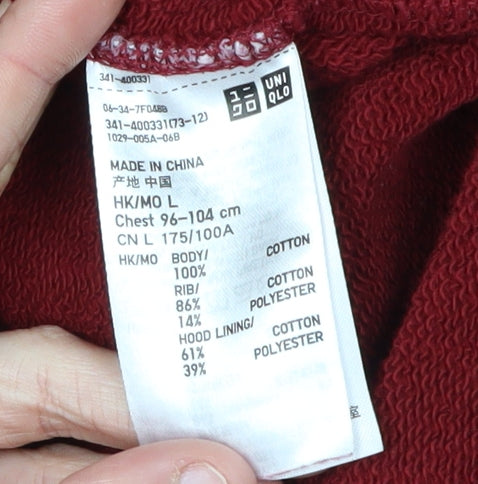 341-400331
06-34-7F048B
341-400331(73-12)
1029-005A-06B
ユニ
クロ
UNI
QLO
MADE IN CHINA
产地 中国
HK/MO L
Chest 96-104 cm
CN L 175/100A
HK/MO BODY/
100% COTTON
RIB/
86% COTTON
14% POLYESTER
HOOD LINING/
61% COTTON
39% POLYESTER